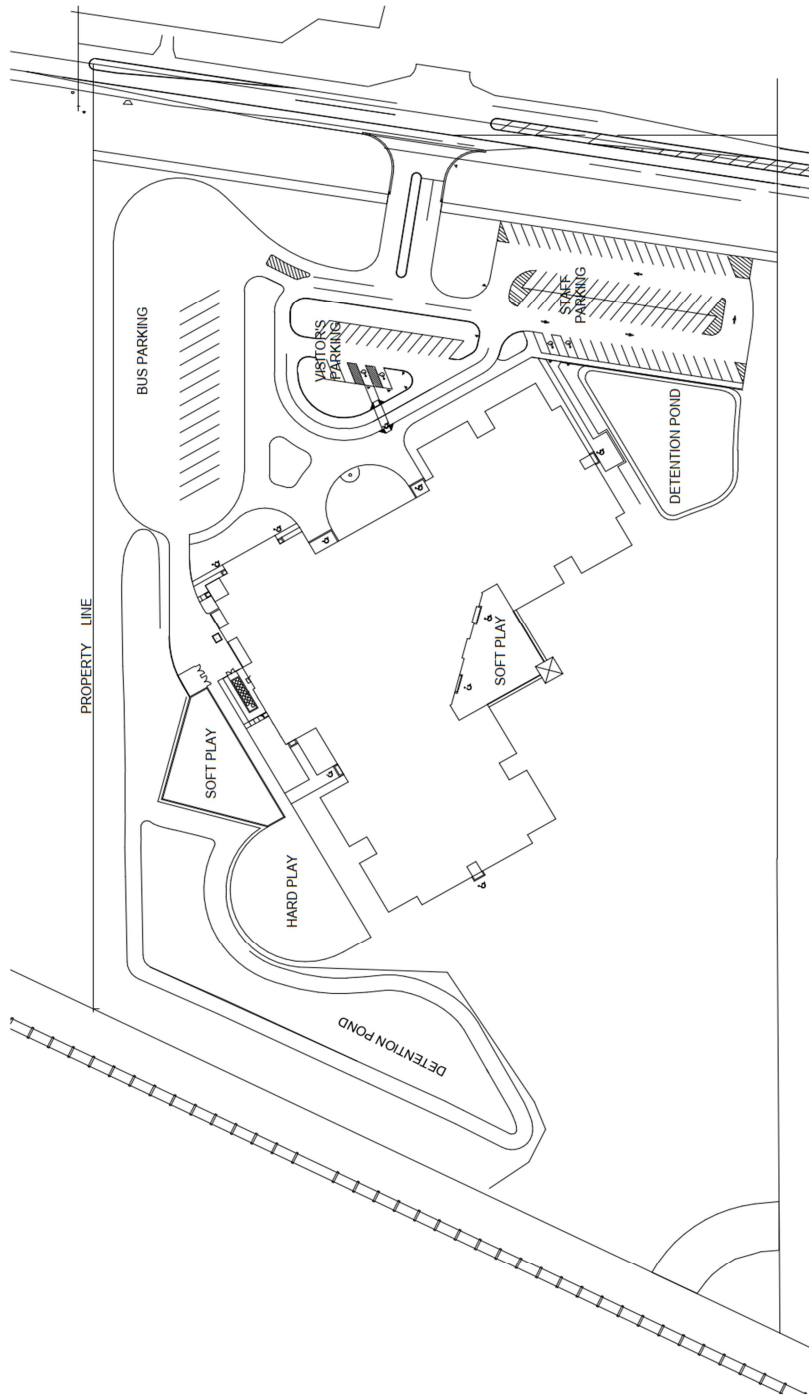 BUS PARKING
VISITOR'S
PARKING
STAFF
PARKING
DETENTION POND
PROPERTY LINE
SOFT PLAY
SOFT PLAY
HARD PLAY
DETENTION POND